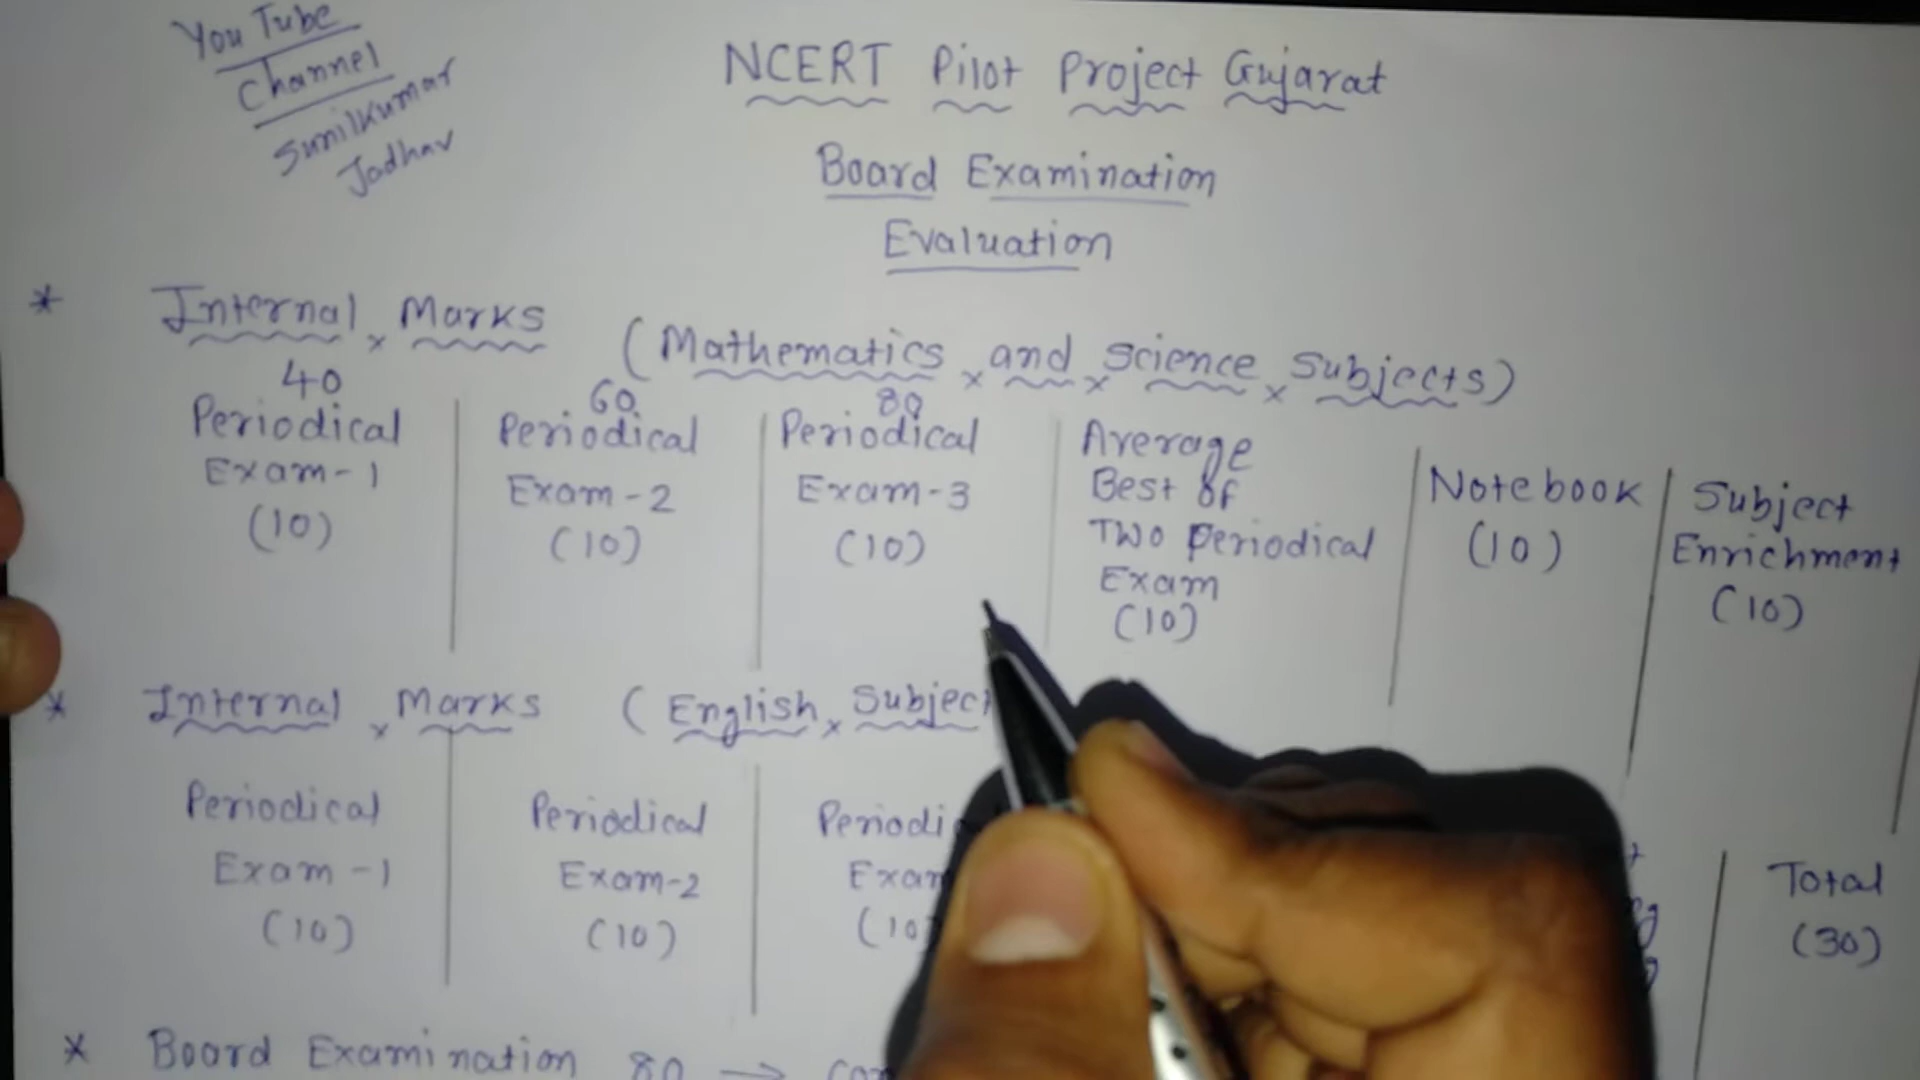 YouTube
Channel
Sunilkumar
Jadhav
NCERT Pilot Project Gujarat
Board Examination
Evaluation
* Internal Marks (Mathematics and Science Subjects)
40
Periodical
Exam-1
(10)
60
Periodical
Exam-2
(10)
80
Periodical
Exam-3
(10)
Average
Best of
Two Periodical
Exam
(10)
Notebook
(10)
Subject
Enrichment
(10)
* Internal Marks (English Subject
Periodical
Exam-1
(10)
Periodical
Exam-2
(10)
Total
(30)
* Board Examination 80 →